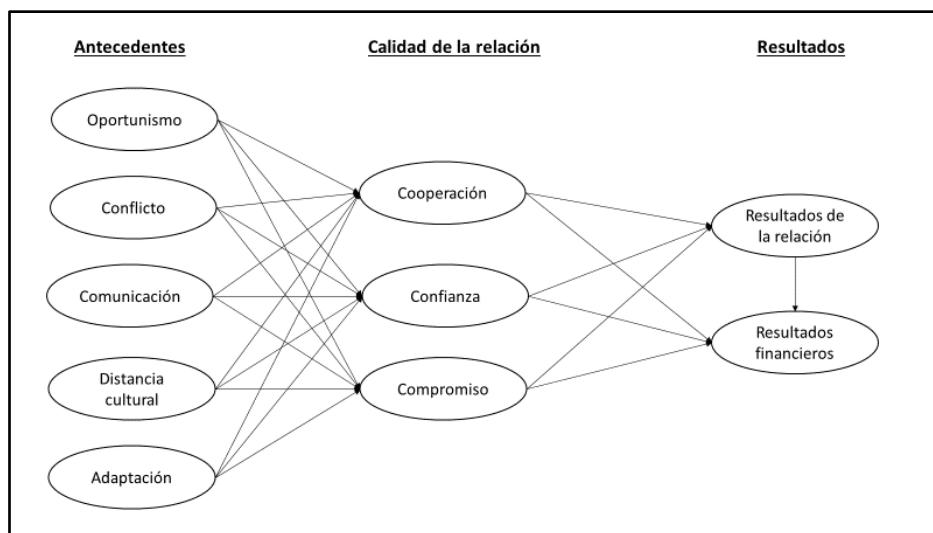 Antecedentes
Calidad de la relación
Resultados
Oportunismo
Conflicto
Comunicación
Distancia
cultural
Adaptación
Cooperación
Confianza
Compromiso
Resultados de
la relación
Resultados
financieros